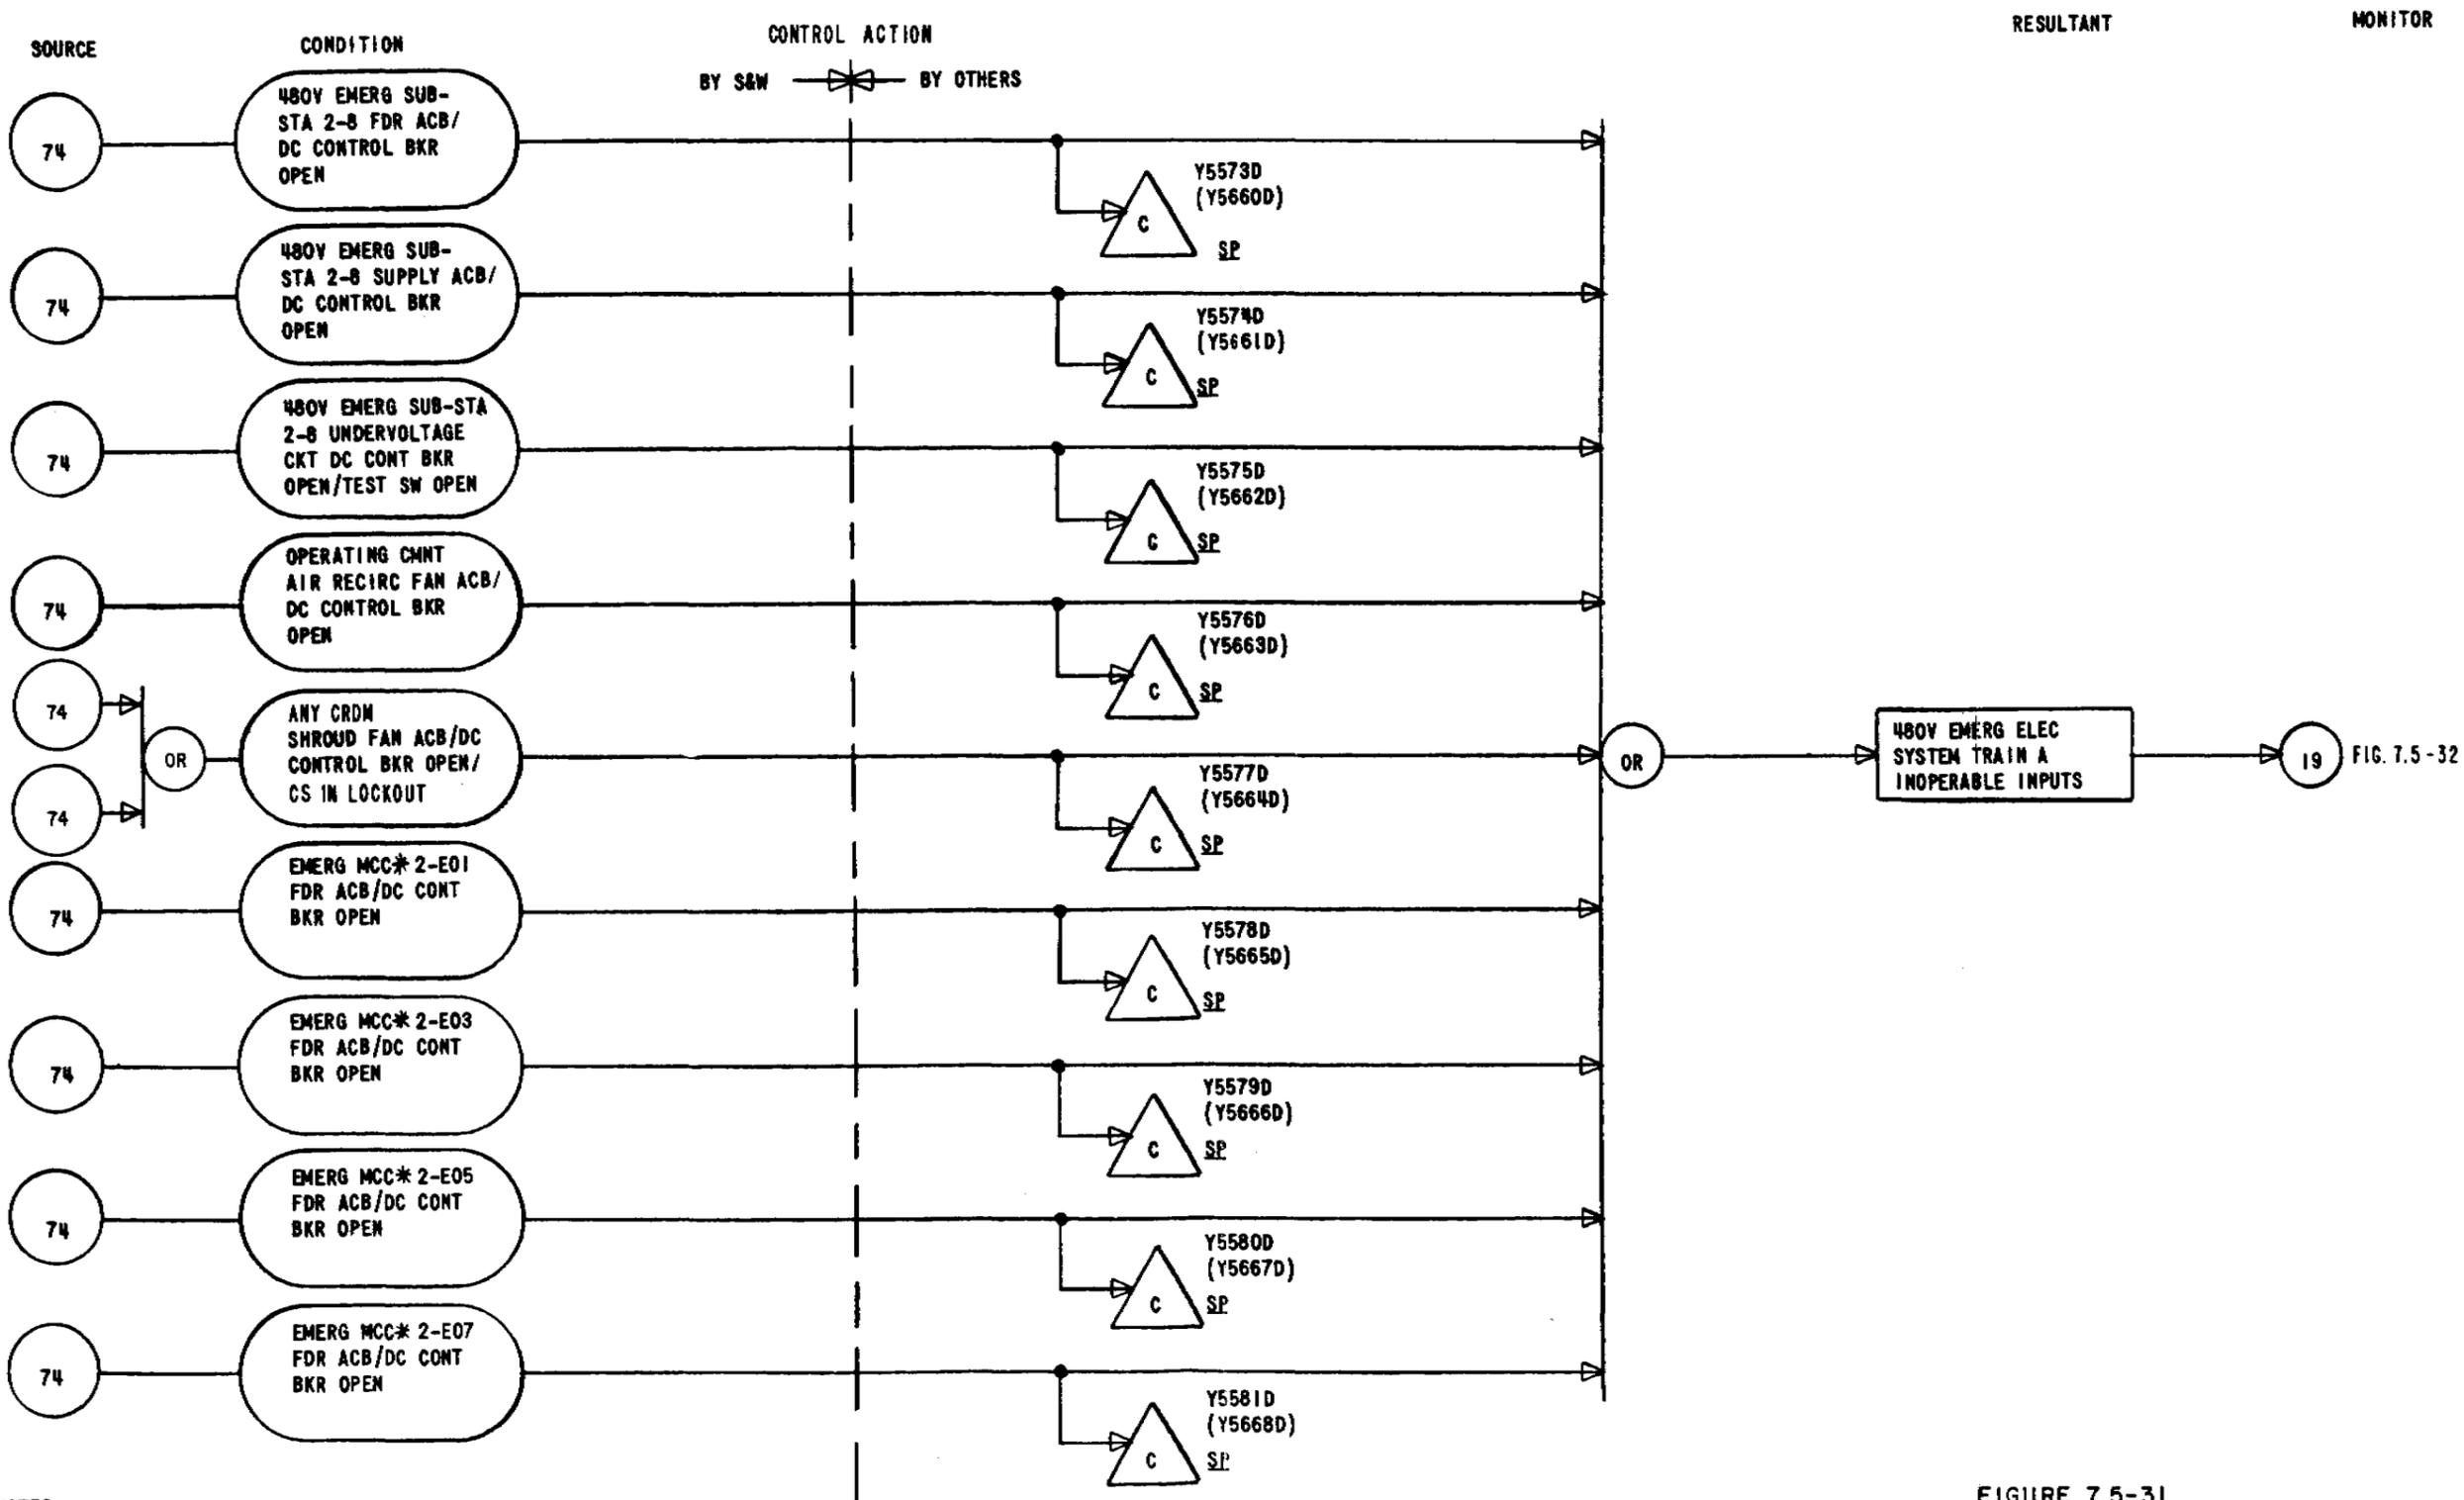 SOURCE
CONDITION
CONTROL ACTION
RESULTANT
MONITOR
BY S&W
BY OTHERS
74
480V EMERG SUB-
STA 2-8 FDR ACB/
DC CONTROL BKR
OPEN
Y5573D
(Y5660D)
C
SP
74
480V EMERG SUB-
STA 2-8 SUPPLY ACB/
DC CONTROL BKR
OPEN
Y5574D
(Y5661D)
C
SP
74
480V EMERG SUB-STA
2-8 UNDERVOLTAGE
CKT DC CONT BKR
OPEN/TEST SW OPEN
Y5575D
(Y5662D)
C
SP
74
OPERATING CMNT
AIR RECIRC FAN ACB/
DC CONTROL BKR
OPEN
Y5576D
(Y5663D)
C
SP
74
74
OR
ANY CRDM
SHROUD FAN ACB/DC
CONTROL BKR OPEN/
CS IN LOCKOUT
Y5577D
(Y5664D)
C
SP
OR
480V EMERG ELEC
SYSTEM TRAIN A
INOPERABLE INPUTS
19
FIG. 7.5-32
74
EMERG MCC* 2-E01
FDR ACB/DC CONT
BKR OPEN
Y5578D
(Y5665D)
C
SP
74
EMERG MCC* 2-E03
FDR ACB/DC CONT
BKR OPEN
Y5579D
(Y5666D)
C
SP
74
EMERG MCC* 2-E05
FDR ACB/DC CONT
BKR OPEN
Y5580D
(Y5667D)
C
SP
74
EMERG MCC* 2-E07
FDR ACB/DC CONT
BKR OPEN
Y5581D
(Y5668D)
C
SP
FIGURE 7.5-31